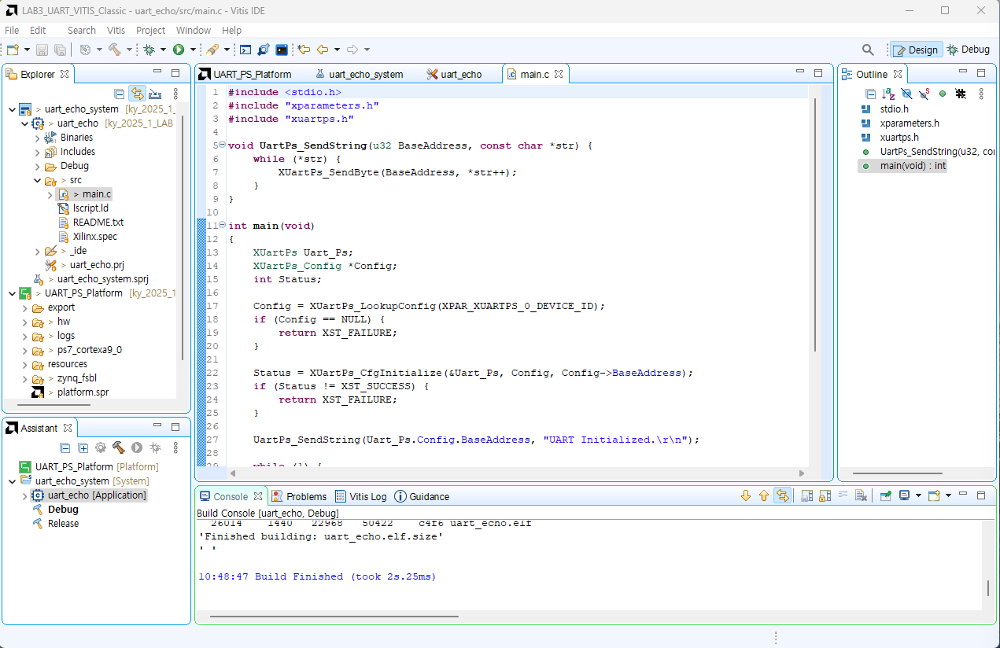 LAB3_UART_VITIS_Classic - uart_echo/src/main.c - Vitis IDE
File Edit Search Vitis Project Window Help
Design Debug
Explorer
uart_echo_system [ky_2025_1_
> uart_echo [ky_2025_1_LAB
Binaries
Includes
Debug
> src
> main.c
lscript.ld
README.txt
Xilinx.spec
> _ide
> uart_echo.prj
> uart_echo_system.sprj
> UART_PS_Platform [ky_2025_1
export
> hw
> logs
> ps7_cortexa9_0
resources
> zynq_fsbl
> platform.spr
Assistant
UART_PS_Platform [Platform]
uart_echo_system [System]
uart_echo [Application]
Debug
Release
UART_PS_Platform uart_echo_system uart_echo main.c
1 #include <stdio.h>
2 #include "xparameters.h"
3 #include "xuartps.h"
4
5 void UartPs_SendString(u32 BaseAddress, const char *str) {
6 while (*str) {
7 XUartPs_SendByte(BaseAddress, *str++);
8 }
9 }
10
11 int main(void)
12 {
13 XUartPs Uart_Ps;
14 XUartPs_Config *Config;
15 int Status;
16
17 Config = XUartPs_LookupConfig(XPAR_XUARTPS_0_DEVICE_ID);
18 if (Config == NULL) {
19 return XST_FAILURE;
20 }
21
22 Status = XUartPs_CfgInitialize(&Uart_Ps, Config, Config->BaseAddress);
23 if (Status != XST_SUCCESS) {
24 return XST_FAILURE;
25 }
26
27 UartPs_SendString(Uart_Ps.Config.BaseAddress, "UART Initialized.\r\n");
28
29 while (1) {
Outline
stdio.h
xparameters.h
xuartps.h
UartPs_SendString(u32, co
main(void) : int
Console Problems Vitis Log Guidance
Build Console [uart_echo, Debug]
26014 1440 22968 50422 c4f6 uart_echo.elf
'Finished building: uart_echo.elf.size'
' '
10:48:47 Build Finished (took 2s.25ms)